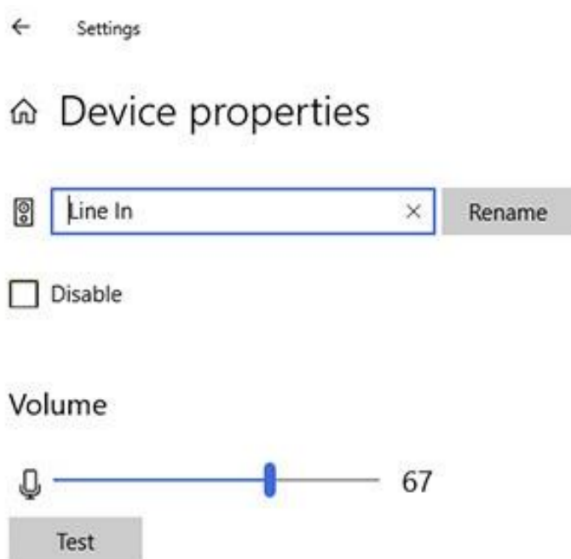 Settings
Device properties
Line In
Rename
Disable
Volume
67
Test